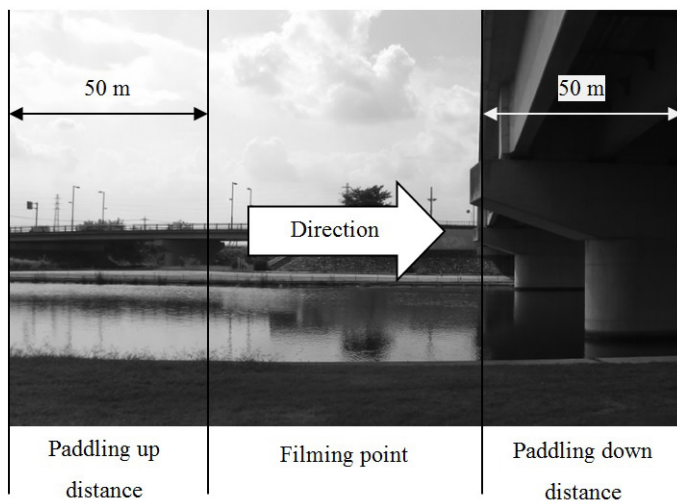 50 m
50 m
Direction
Paddling up
distance
Filming point
Paddling down
distance